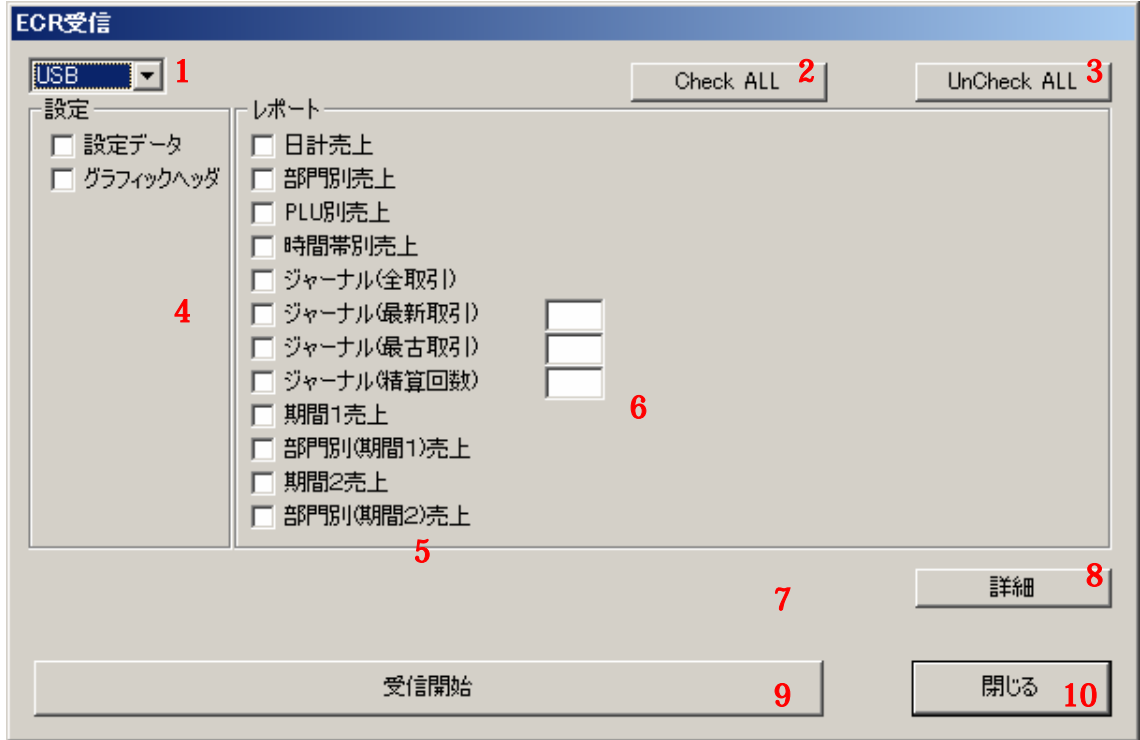 ECR受信
USB 1 Check ALL 2 UnCheck ALL 3
設定
設定データ
グラフィックヘッダ
4
レポート
日計売上
部門別売上
PLU別売上
時間帯別売上
ジャーナル(全取引)
ジャーナル(最新取引)
ジャーナル(最古取引)
ジャーナル(精算回数)
6
期間1売上
部門別(期間1)売上
期間2売上
部門別(期間2)売上
5
7 詳細 8
受信開始 9 閉じる 10